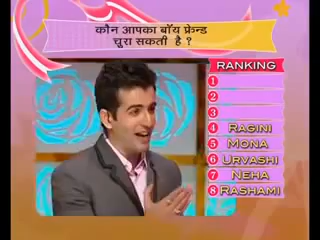 कौन आपका बॉय फ्रेन्ड
चुरा सकती है ?
RANKING
1
2
3
4 RAGINI
5 MONA
6 URVASHI
7 NEHA
8 RASHAMI